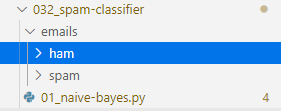 032_spam-classifier
emails
ham
spam
01_naive-bayes.py 4